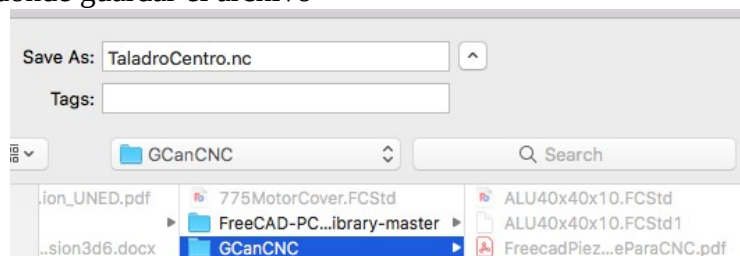 donde guardar el archivo
Save As: TaladroCentro.nc
Tags:
GCanCNC Search
.ion_UNED.pdf 775MotorCover.FCStd ALU40x40x10.FCStd
FreeCAD-PC...ibrary-master ALU40x40x10.FCStd1
..sion3d6.docx GCanCNC FreecadPiez...eParaCNC.pdf